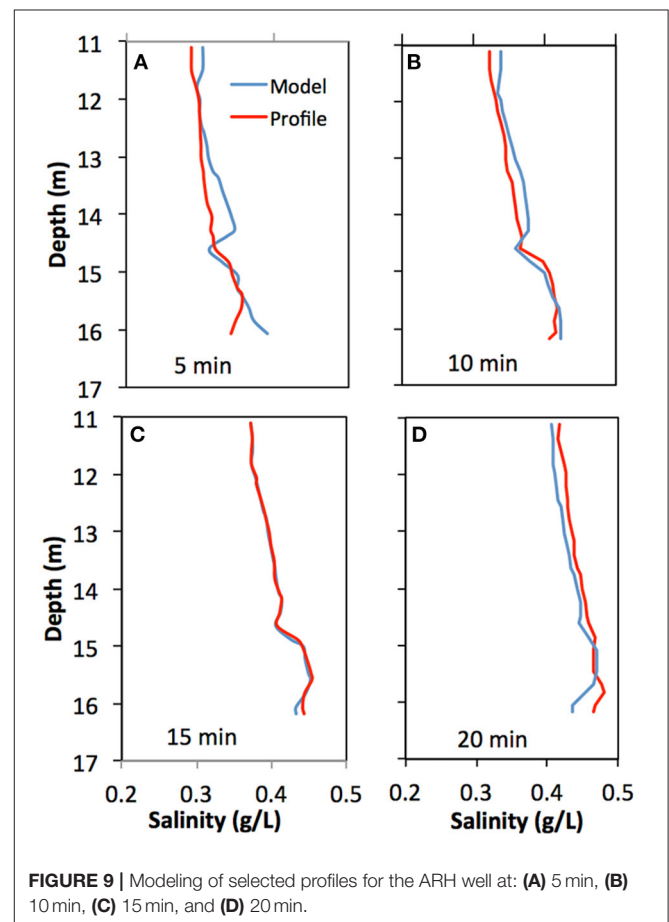 11
12
13
14
15
16
17
Depth (m)
A
Model
Profile
5 min
B
10 min
11
12
13
14
15
16
17
Depth (m)
C
15 min
0.2
0.3
0.4
0.5
Salinity (g/L)
D
20 min
0.2
0.3
0.4
0.5
Salinity (g/L)
FIGURE 9 | Modeling of selected profiles for the ARH well at: (A) 5 min, (B)
10 min, (C) 15 min, and (D) 20 min.